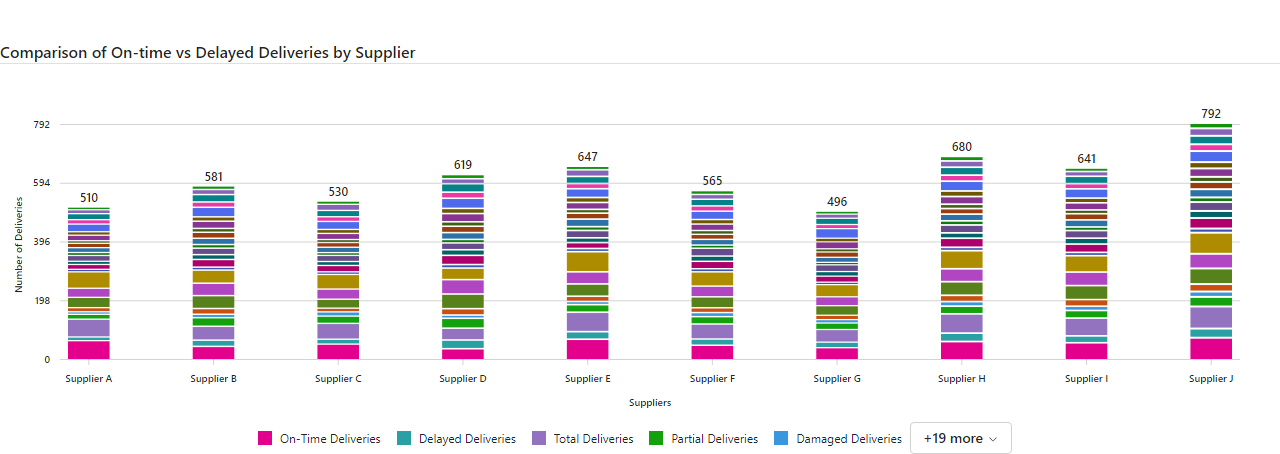 Comparison of On-time vs Delayed Deliveries by Supplier
792
594
396
198
0
Number of Deliveries
510
581
530
619
647
565
496
680
641
792
Supplier A
Supplier B
Supplier C
Supplier D
Supplier E
Supplier F
Supplier G
Supplier H
Supplier I
Supplier J
Suppliers
On-Time Deliveries
Delayed Deliveries
Total Deliveries
Partial Deliveries
Damaged Deliveries
+19 more